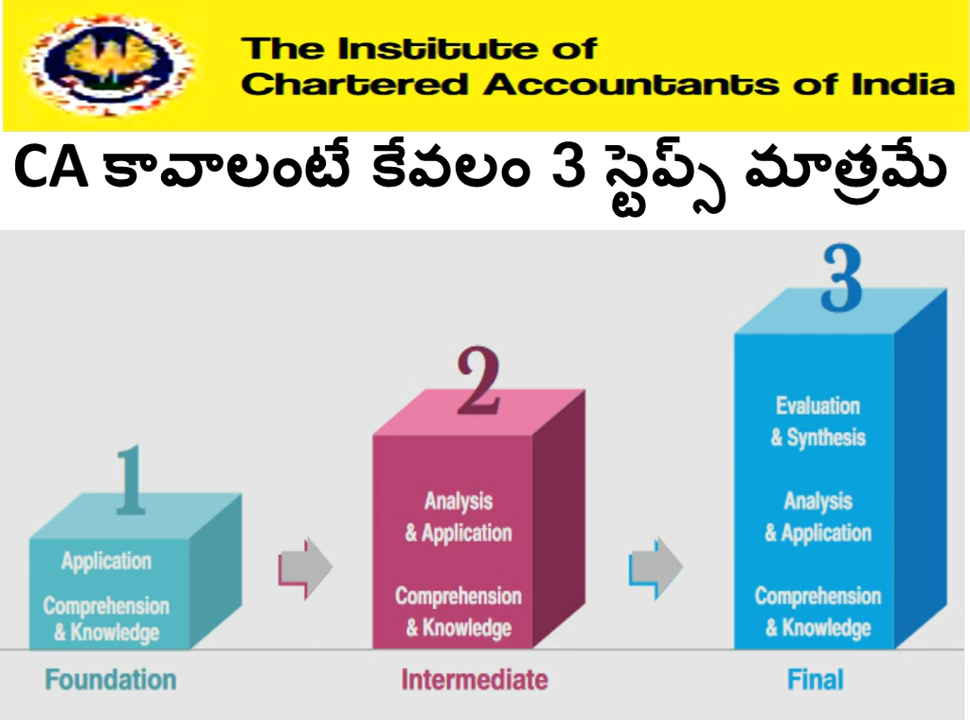 The Institute of
Chartered Accountants of India
CA కావాలంటే కేవలం 3 స్టెప్స్ మాత్రమే
1
Application
Comprehension
& Knowledge
Foundation
2
Analysis
& Application
Comprehension
& Knowledge
Intermediate
3
Evaluation
& Synthesis
Analysis
& Application
Comprehension
& Knowledge
Final